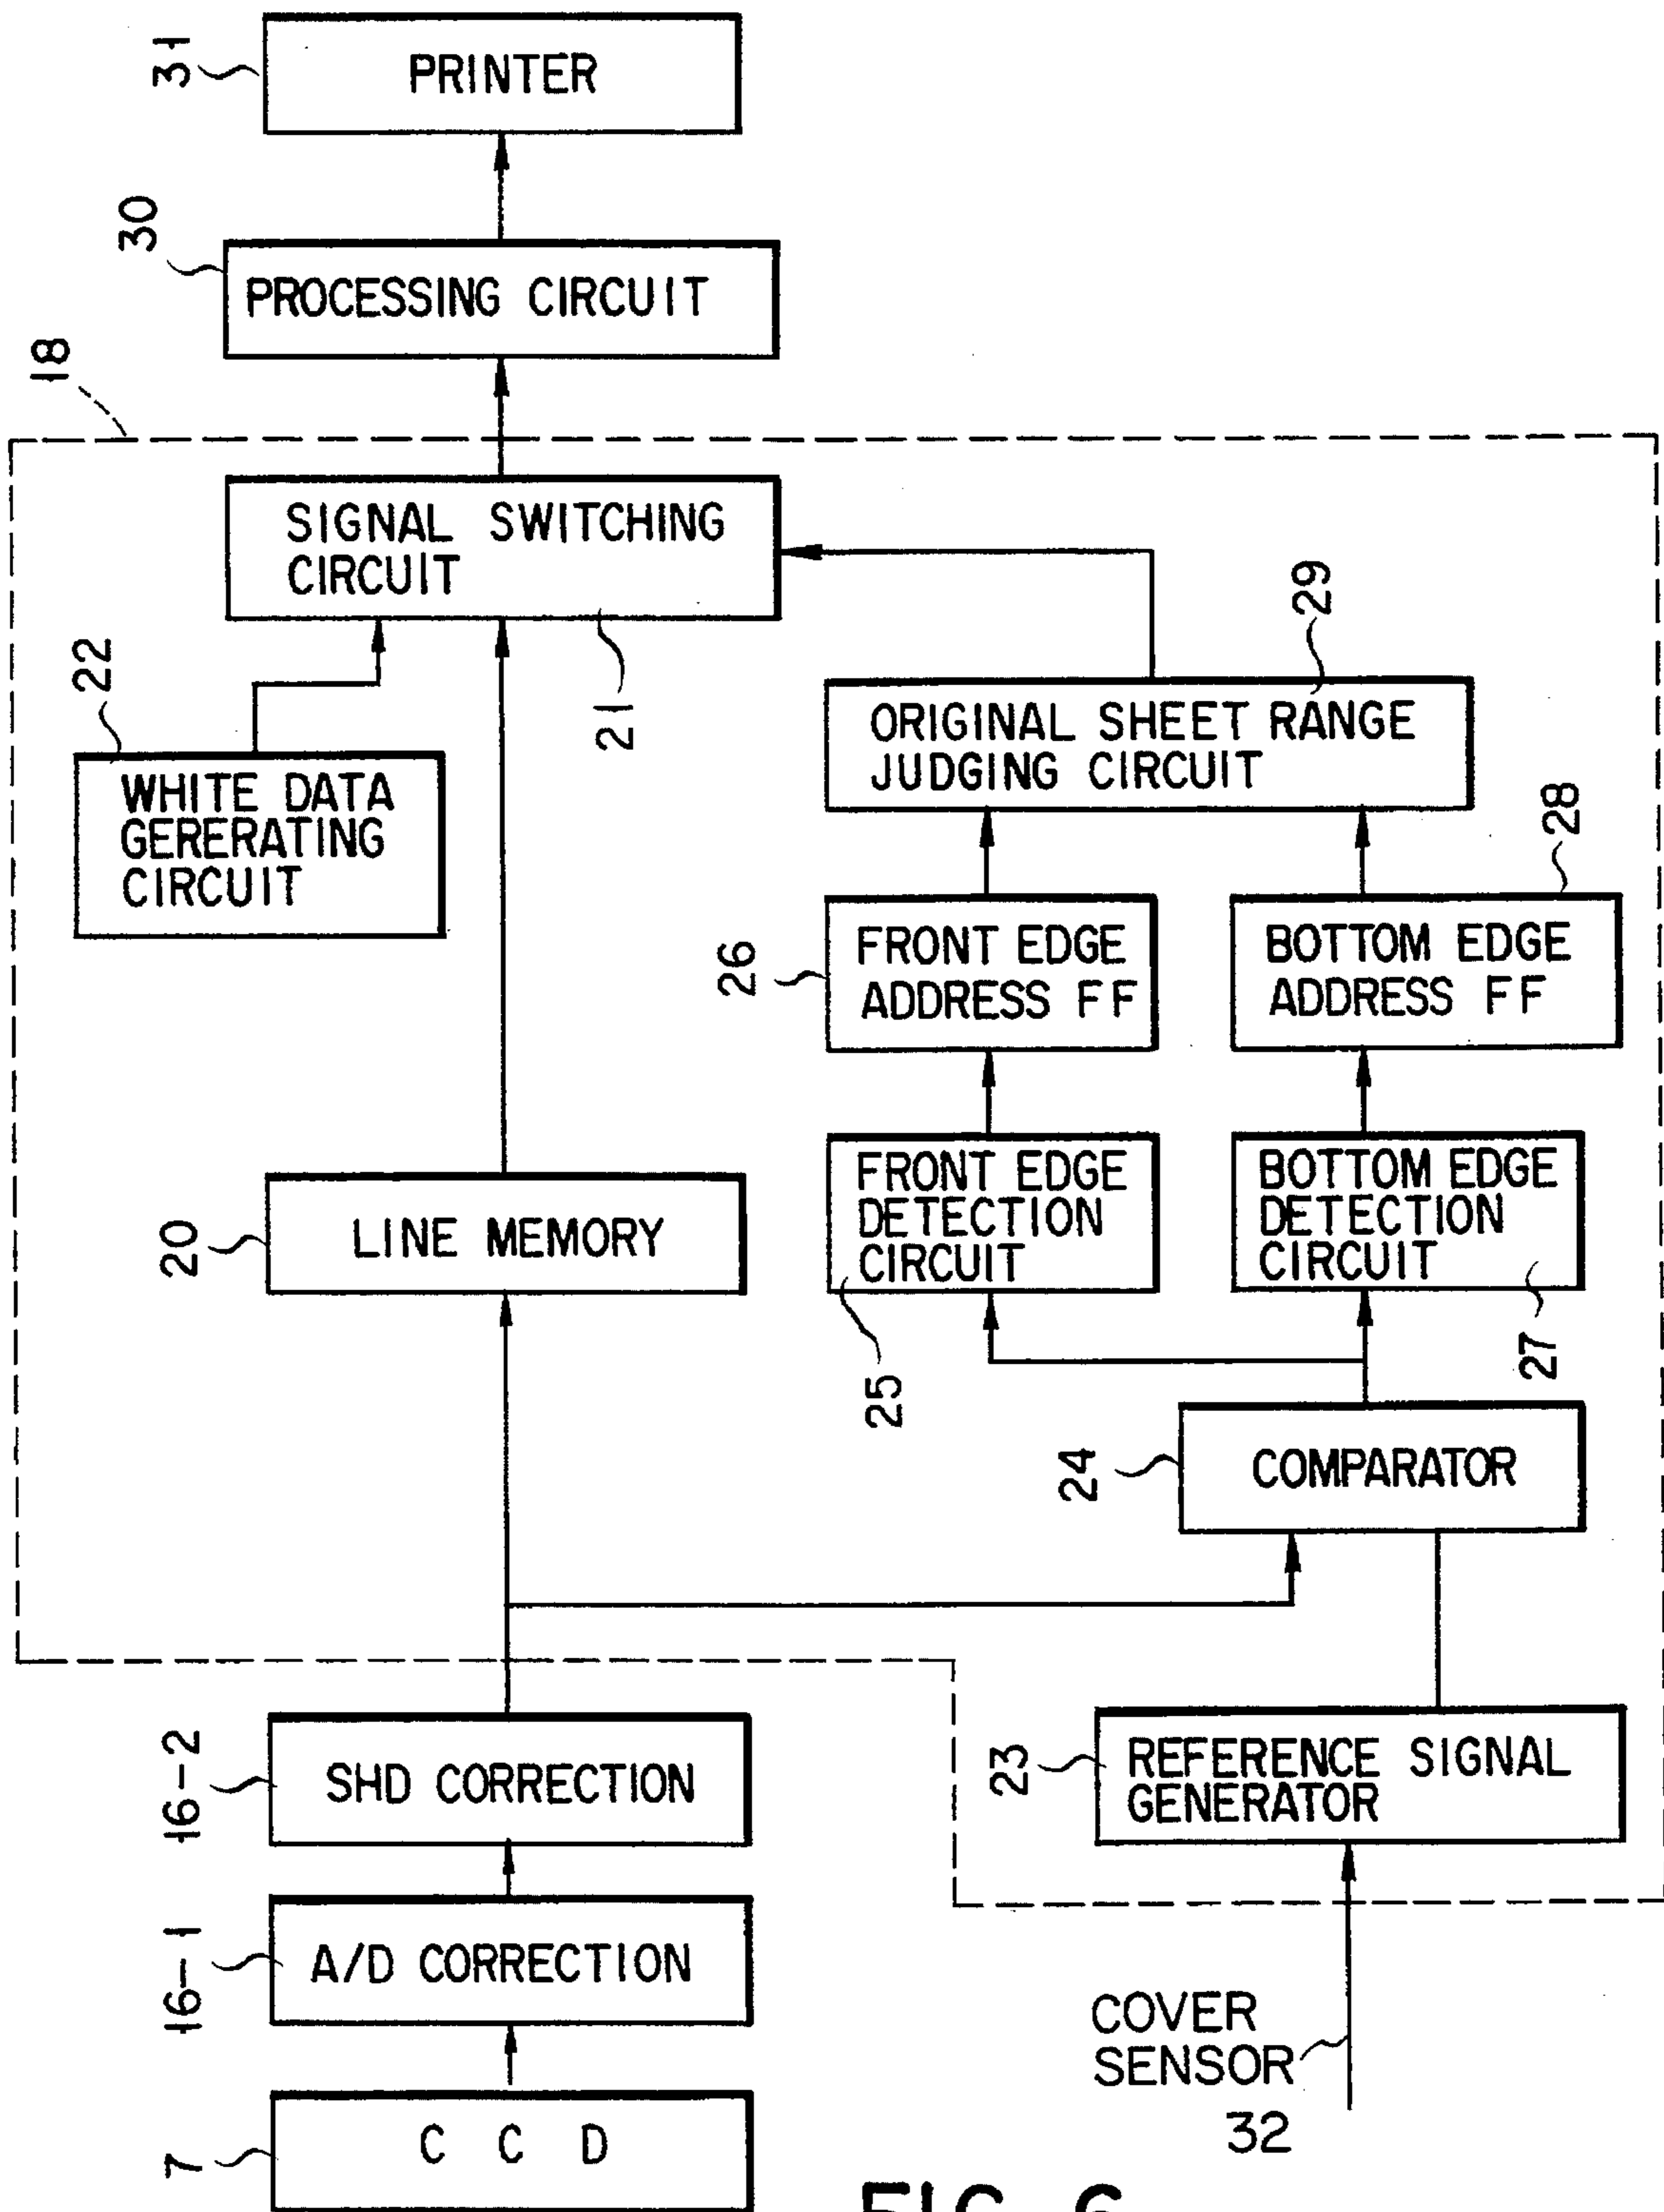 31
PRINTER
30
PROCESSING CIRCUIT
18
SIGNAL SWITCHING
CIRCUIT
21
22
WHITE DATA
GERERATING
CIRCUIT
29
ORIGINAL SHEET RANGE
JUDGING CIRCUIT
26
FRONT EDGE
ADDRESS FF
28
BOTTOM EDGE
ADDRESS FF
20
LINE MEMORY
FRONT EDGE
DETECTION
CIRCUIT
25
BOTTOM EDGE
DETECTION
CIRCUIT
27
24
COMPARATOR
16-2
SHD CORRECTION
23
REFERENCE SIGNAL
GENERATOR
16-1
A/D CORRECTION
COVER
SENSOR
32
7
C C D
FIG. 6